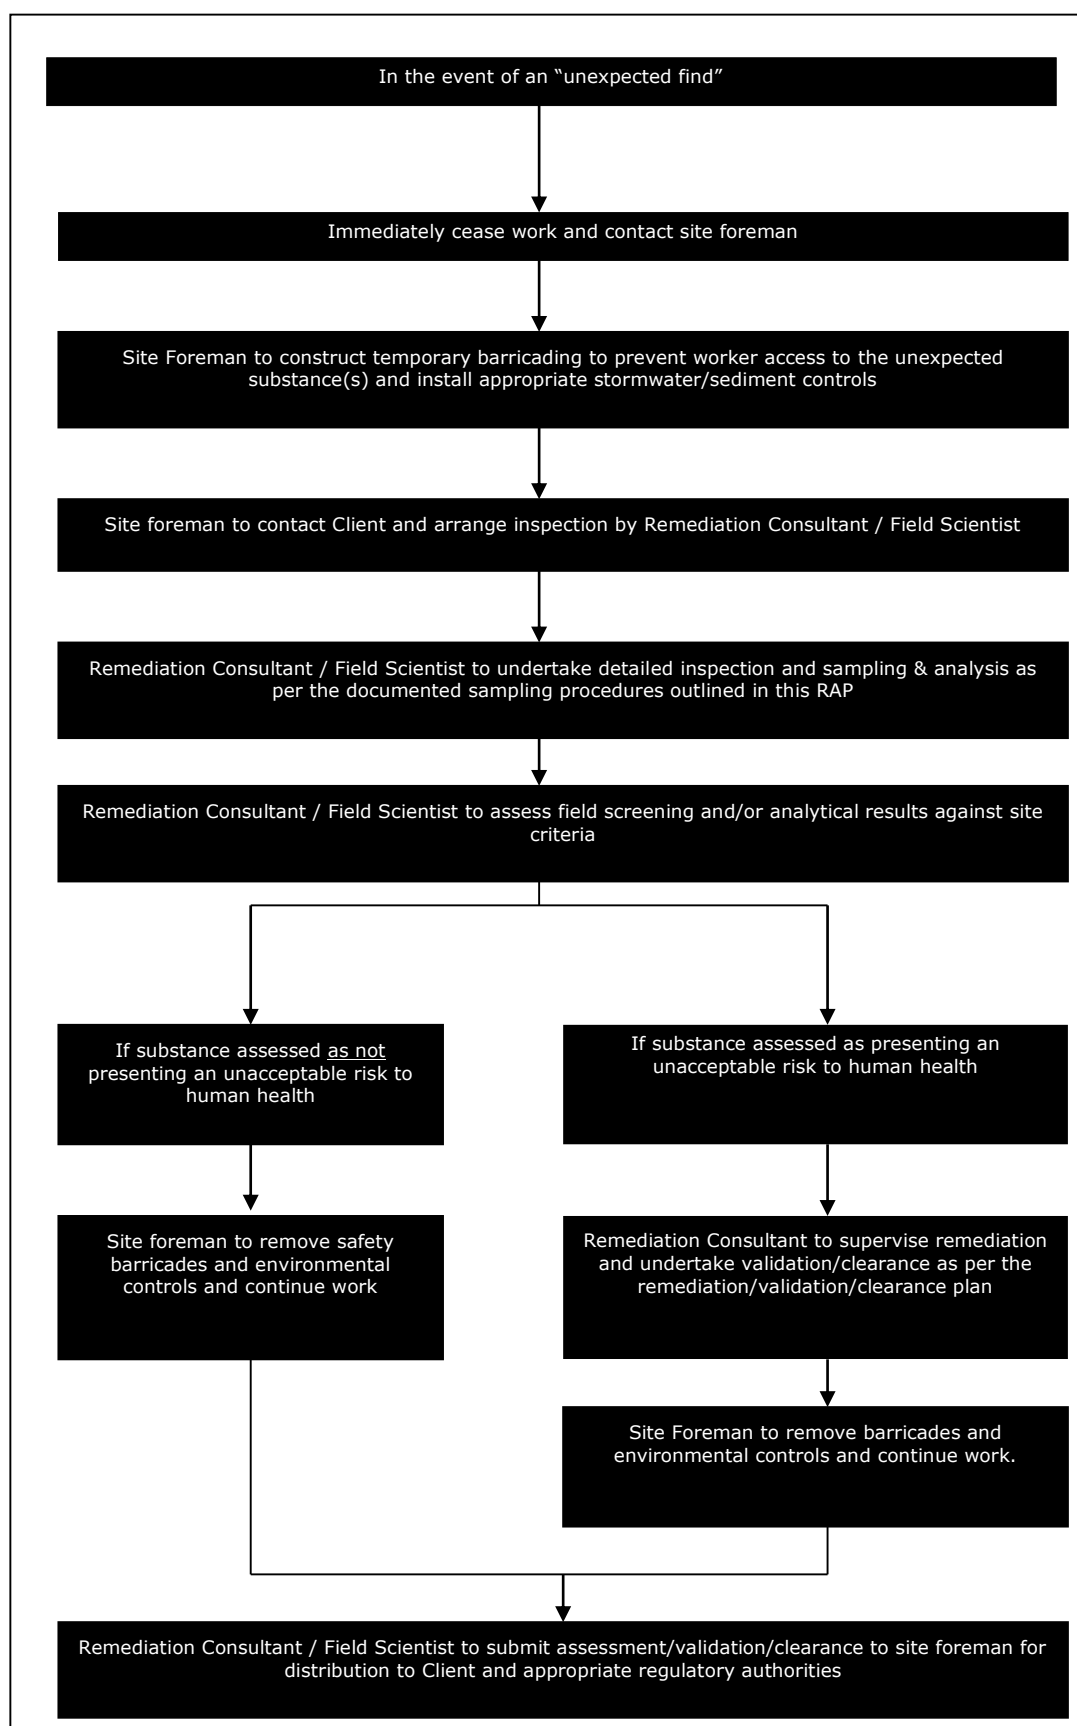 In the event of an “unexpected find”
Immediately cease work and contact site foreman
Site Foreman to construct temporary barricading to prevent worker access to the unexpected
substance(s) and install appropriate stormwater/sediment controls
Site foreman to contact Client and arrange inspection by Remediation Consultant / Field Scientist
Remediation Consultant / Field Scientist to undertake detailed inspection and sampling & analysis as
per the documented sampling procedures outlined in this RAP
Remediation Consultant / Field Scientist to assess field screening and/or analytical results against site
criteria
If substance assessed as not
presenting an unacceptable risk to
human health
If substance assessed as presenting an
unacceptable risk to human health
Site foreman to remove safety
barricades and environmental
controls and continue work
Remediation Consultant to supervise remediation
and undertake validation/clearance as per the
remediation/validation/clearance plan
Site Foreman to remove barricades and
environmental controls and continue work.
Remediation Consultant / Field Scientist to submit assessment/validation/clearance to site foreman for
distribution to Client and appropriate regulatory authorities